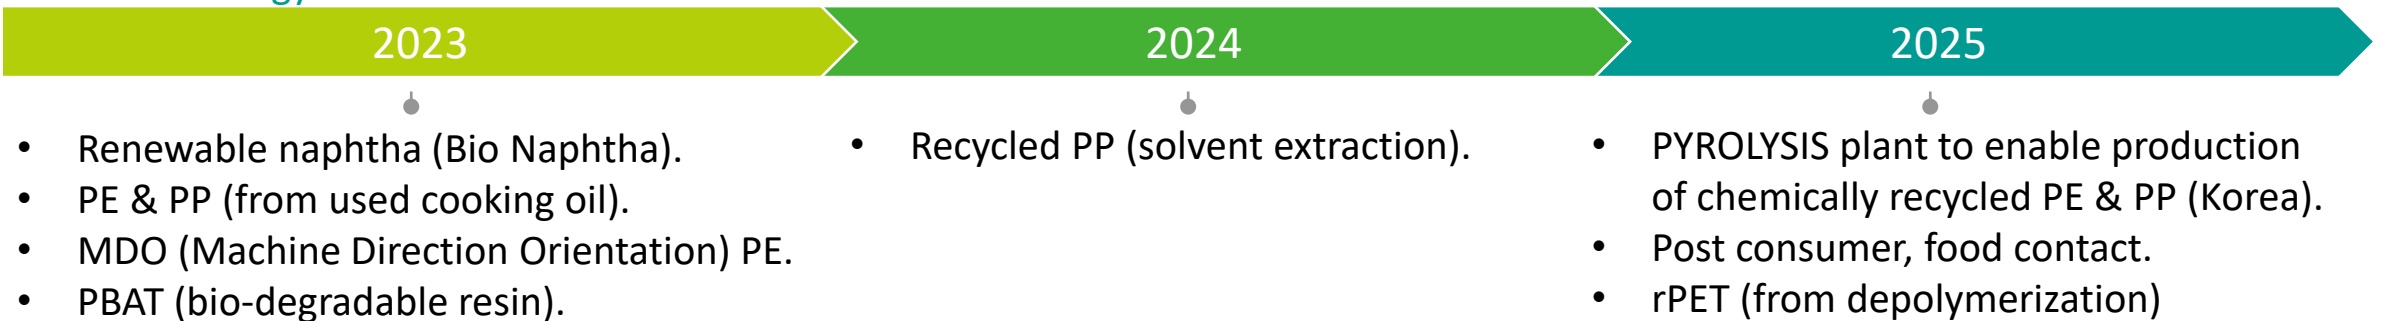 2023
2024
2025
• Renewable naphtha (Bio Naphtha).
• PE & PP (from used cooking oil).
• MDO (Machine Direction Orientation) PE.
• PBAT (bio-degradable resin).
• Recycled PP (solvent extraction).
• PYROLYSIS plant to enable production
of chemically recycled PE & PP (Korea).
• Post consumer, food contact.
• rPET (from depolymerization)